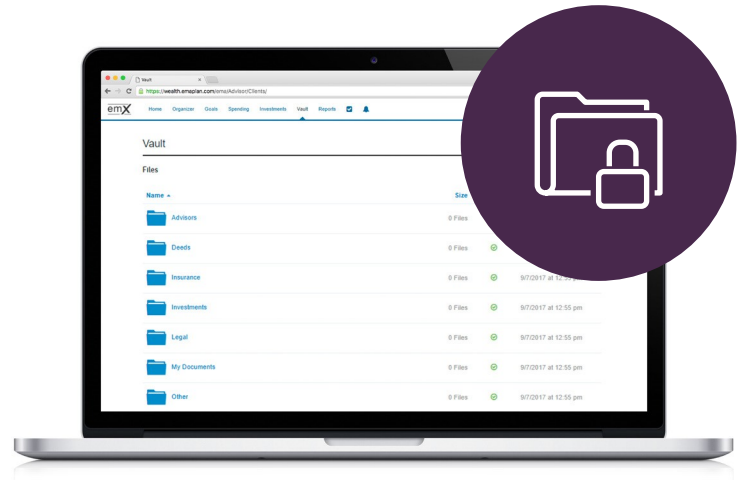 Vault
https://wealth.emaplan.com/ema/Advisor/Clients/
emX Home Organizer Goals Spending Investments Vault Reports
Vault
Files
Name Size
Advisors 0 Files
Deeds 0 Files
Insurance 0 Files 9/7/2017 at 12:55 pm
Investments 0 Files 9/7/2017 at 12:55 pm
Legal 0 Files 9/7/2017 at 12:55 pm
My Documents 0 Files 9/7/2017 at 12:55 pm
Other 0 Files 9/7/2017 at 12:55 pm